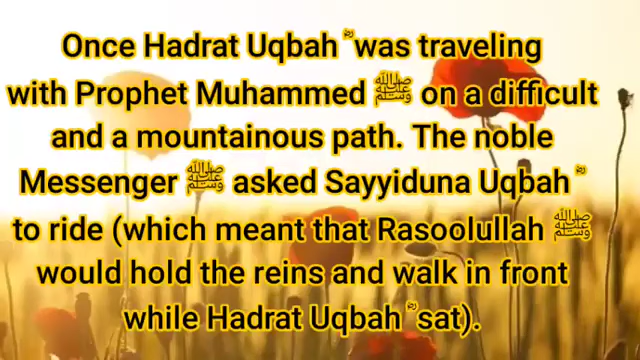 Once Hadrat Uqbah ؓ was traveling
with Prophet Muhammed ﷺ on a difficult
and a mountainous path. The noble
Messenger ﷺ asked Sayyiduna Uqbah ؓ
to ride (which meant that Rasoolullah ﷺ
would hold the reins and walk in front
while Hadrat Uqbah ؓ sat).